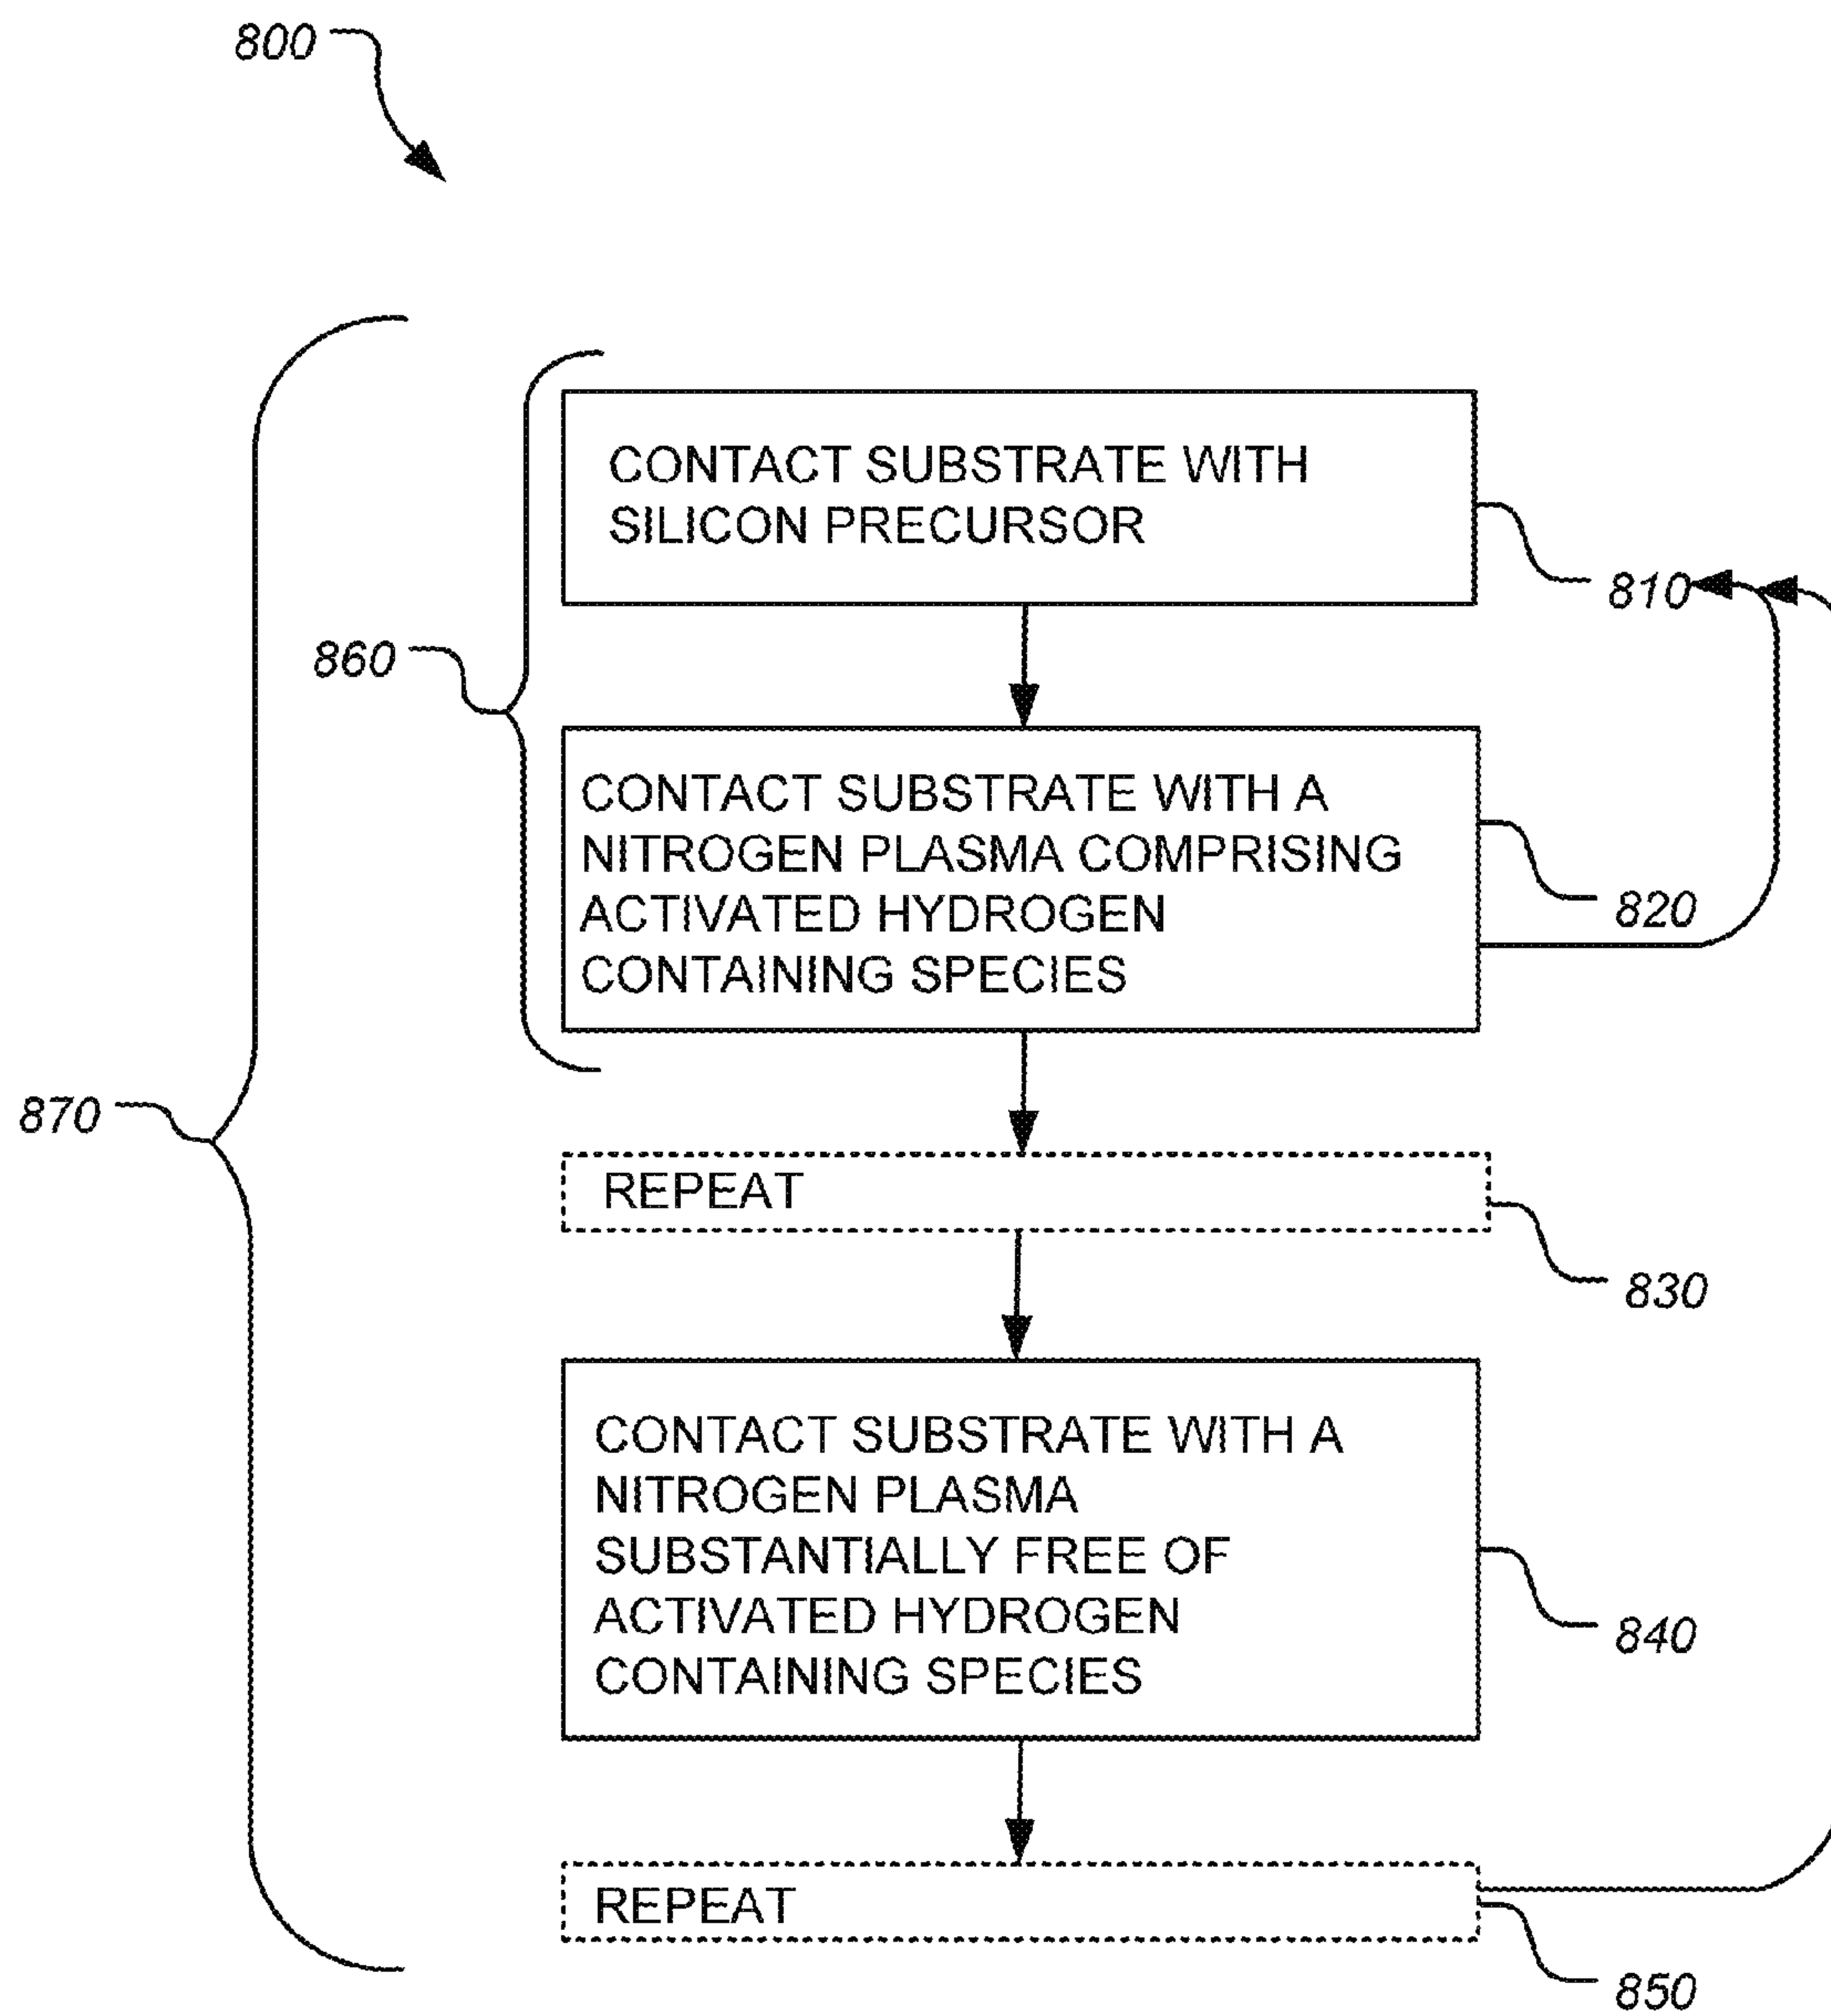 800
CONTACT SUBSTRATE WITH
SILICON PRECURSOR
810
860
CONTACT SUBSTRATE WITH A
NITROGEN PLASMA COMPRISING
ACTIVATED HYDROGEN
CONTAINING SPECIES
820
870
REPEAT
830
CONTACT SUBSTRATE WITH A
NITROGEN PLASMA
SUBSTANTIALLY FREE OF
ACTIVATED HYDROGEN
CONTAINING SPECIES
840
REPEAT
850